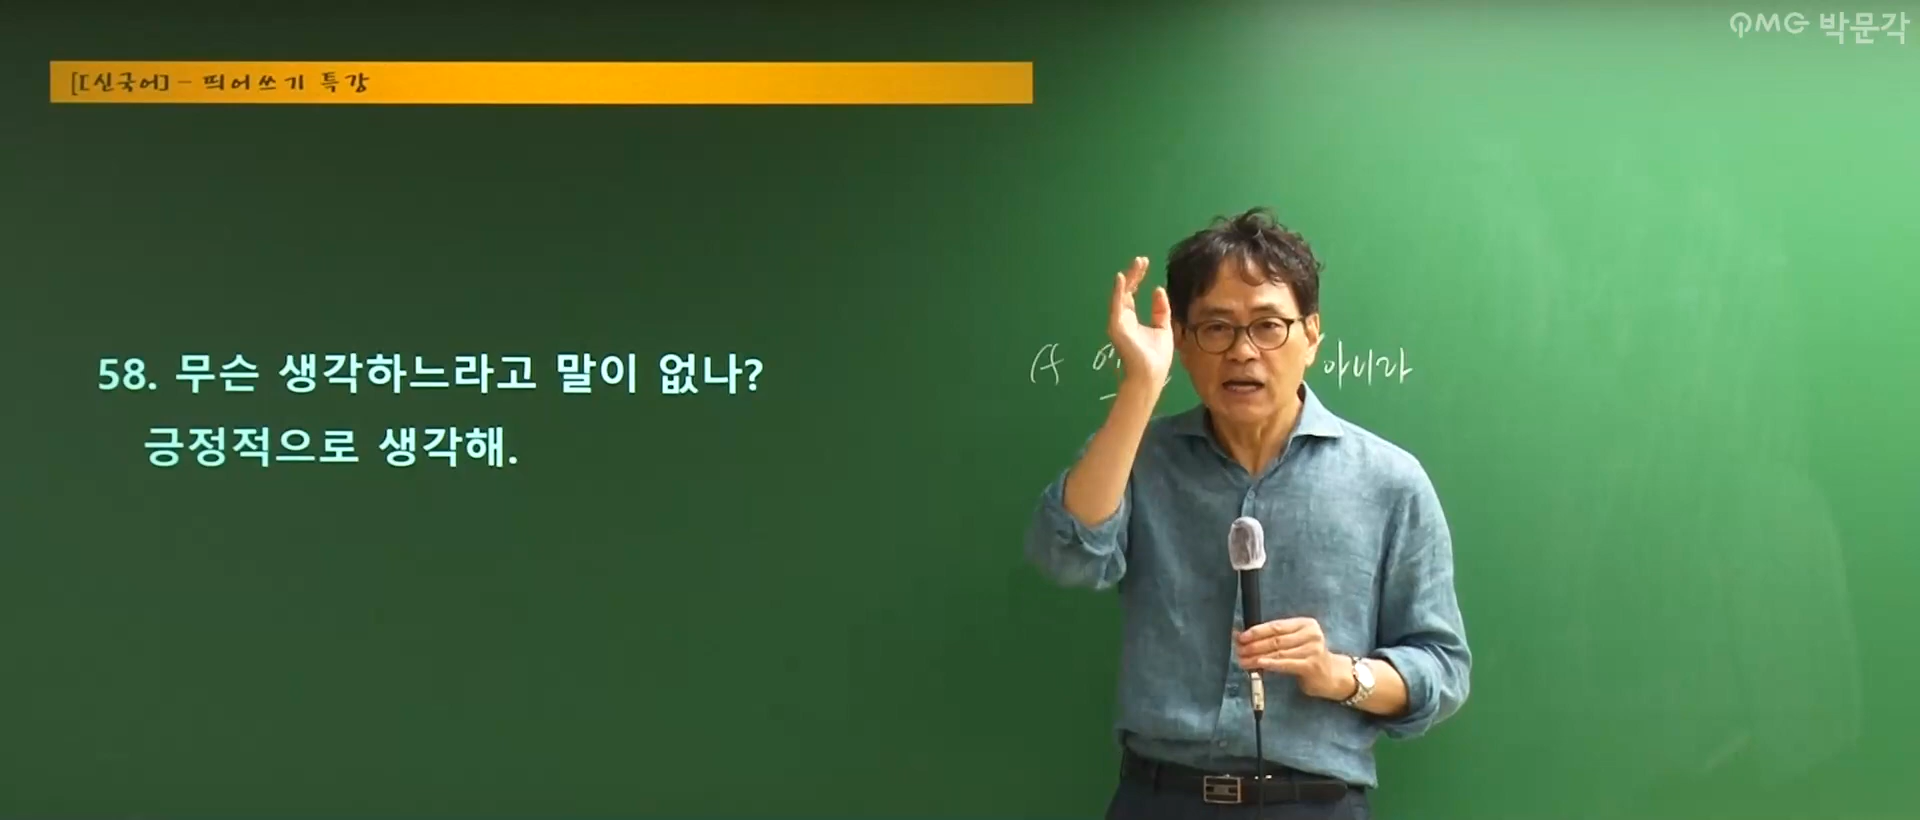 PMG 박문각
[[신국어] - 띄어쓰기 특강
58. 무슨 생각하느라고 말이 없나?
아니라
긍정적으로 생각해.